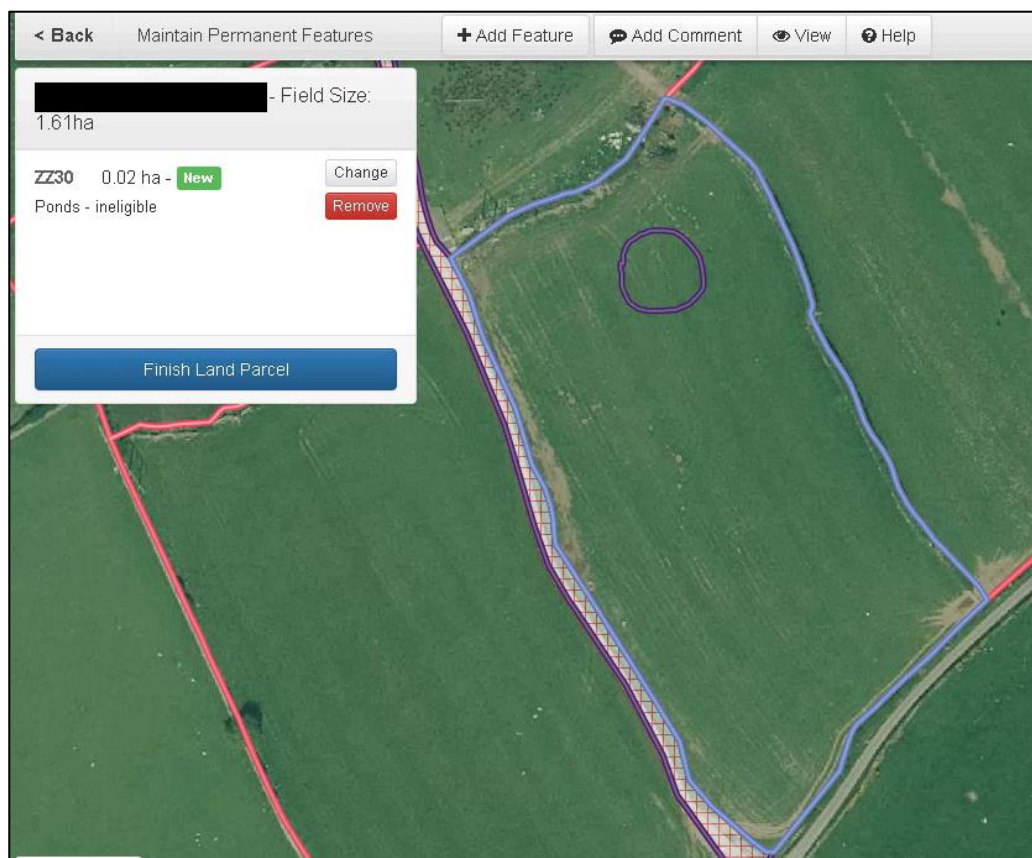 < Back Maintain Permanent Features Add Feature Add Comment View Help
- Field Size:
1.61ha
ZZ30 0.02 ha - New Change
Ponds - ineligible Remove
Finish Land Parcel